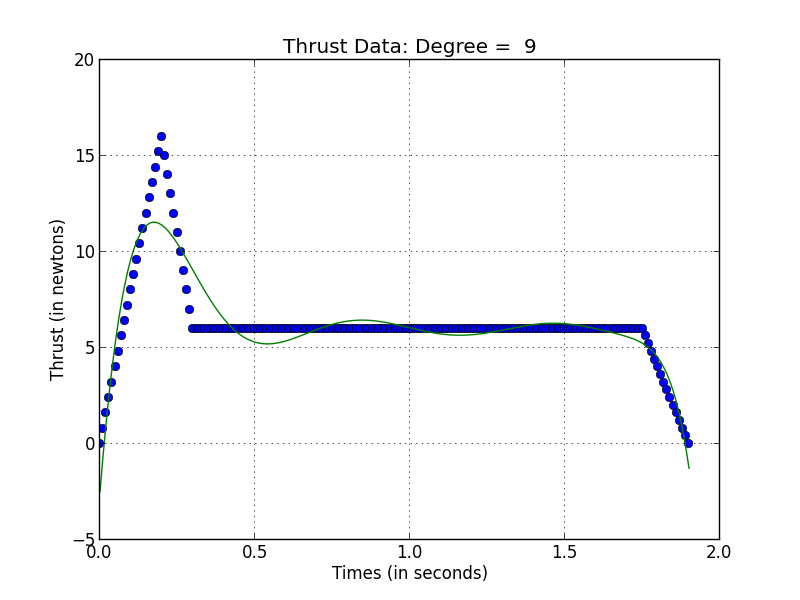 Thrust Data: Degree =  9
20
15
10
5
0
−5
Thrust (in newtons)
0.0 0.5 1.0 1.5 2.0
Times (in seconds)